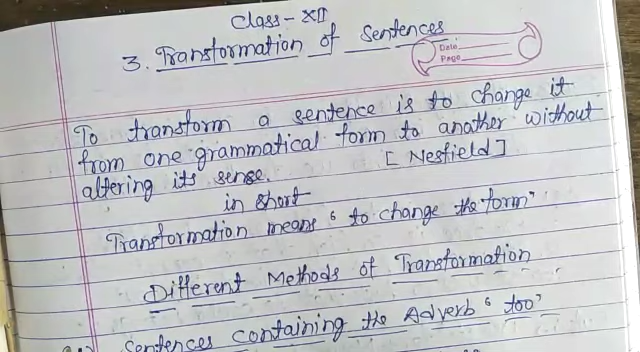 Class - XII
3. Transformation of Sentences
Date
Page
To transform a sentence is to change it
from one grammatical form to another without
altering its sense. [Nesfield]
in short
Transformation means 'to change the form'
Different Methods of Transformation
Sentences containing the Adverb 'too'